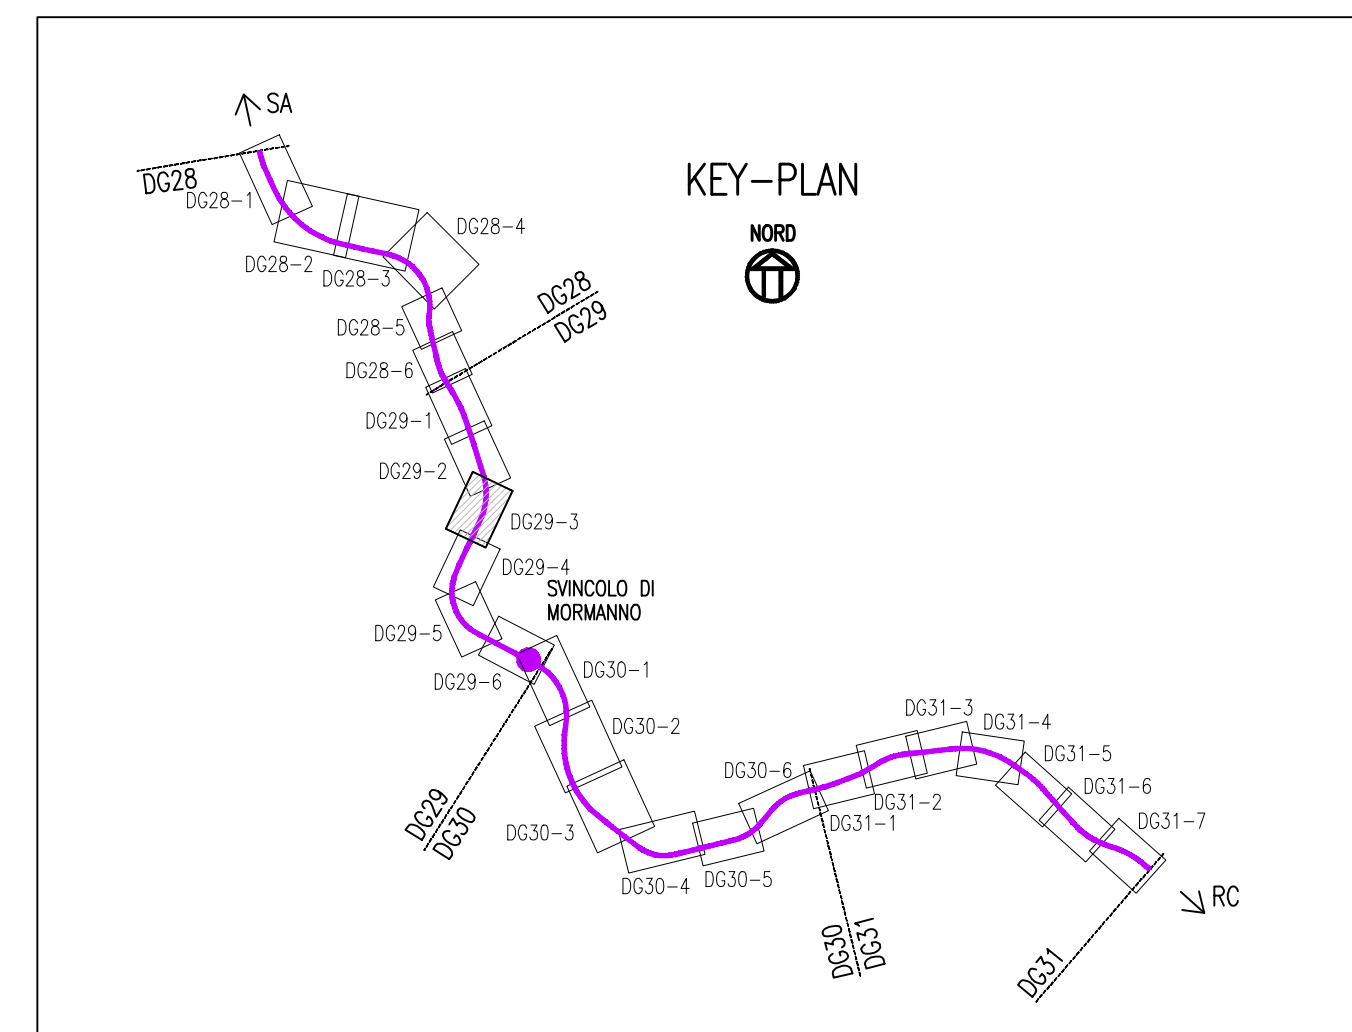 SA
DG28
DG28-1
KEY-PLAN
NORD
DG28-4
DG28-2
DG28-3
DG28
DG29
DG28-5
DG28-6
DG29-1
DG29-2
DG29-3
DG29-4
SVINCOLO DI
MORMANNO
DG29-5
DG29-6
DG30-1
DG30-2
DG29
DG30
DG30-3
DG30-4
DG30-5
DG30-6
DG31-1
DG31-2
DG31-3
DG31-4
DG31-5
DG31-6
DG31-7
RC
DG30
DG31
DG31